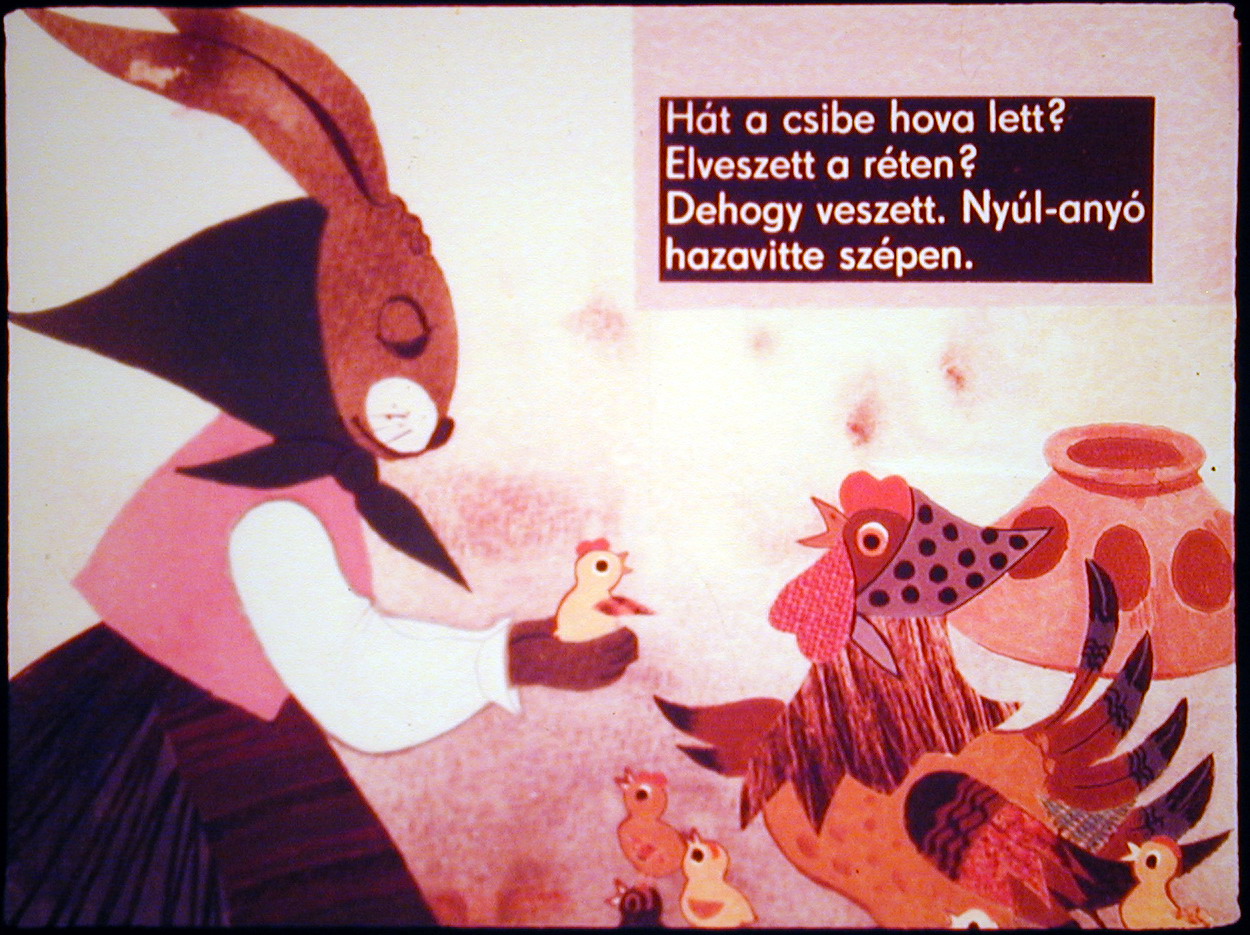 Hát a csibe hova lett?
Elveszett a réten?
Dehogy veszett. Nyúl-anyó
hazavitte szépen.